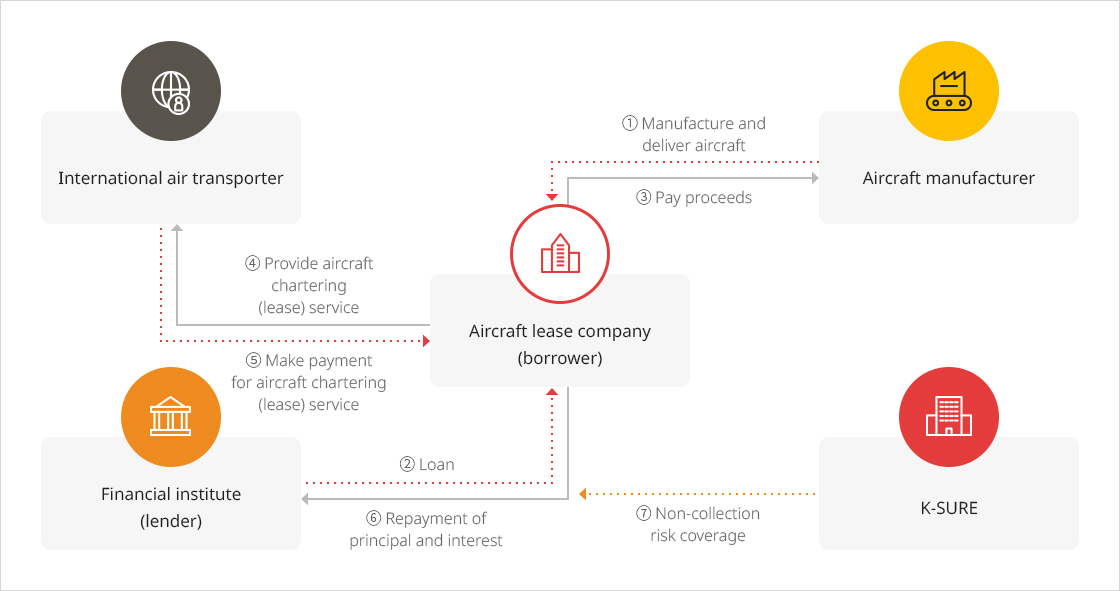 International air transporter
① Manufacture and
deliver aircraft
③ Pay proceeds
Aircraft manufacturer
④ Provide aircraft
chartering
(lease) service
Aircraft lease company
(borrower)
⑤ Make payment
for aircraft chartering
(lease) service
② Loan
Financial institute
(lender)
⑥ Repayment of
principal and interest
⑦ Non-collection
risk coverage
K-SURE